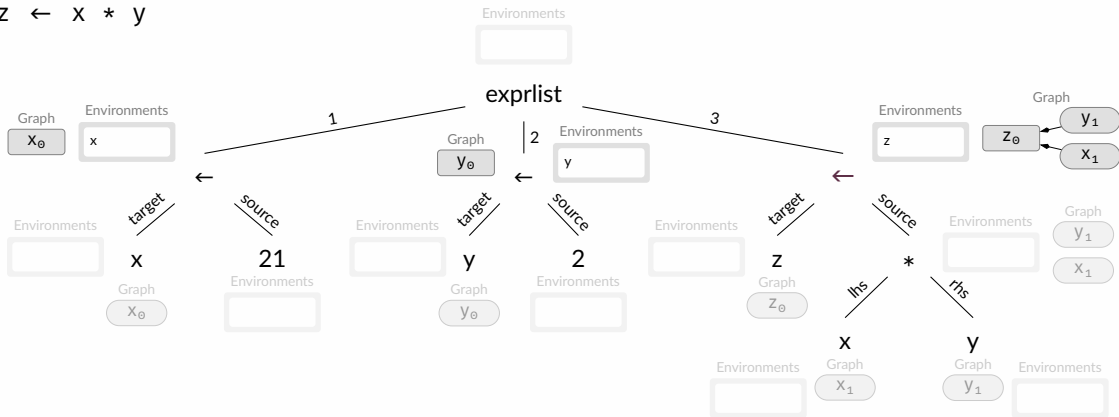 z ← x * y
Environments
exprlist
1
2
3
Graph
x₀
Environments
x
Graph
y₀
Environments
y
Environments
z
Graph
z₀
y₁
x₁
←
←
←
target
source
target
source
target
source
Environments
x
Graph
x₀
21
Environments
Environments
y
Graph
y₀
2
Environments
Environments
z
Graph
z₀
*
Environments
Graph
y₁
x₁
lhs
rhs
x
Environments
Graph
x₁
y
Graph
y₁
Environments